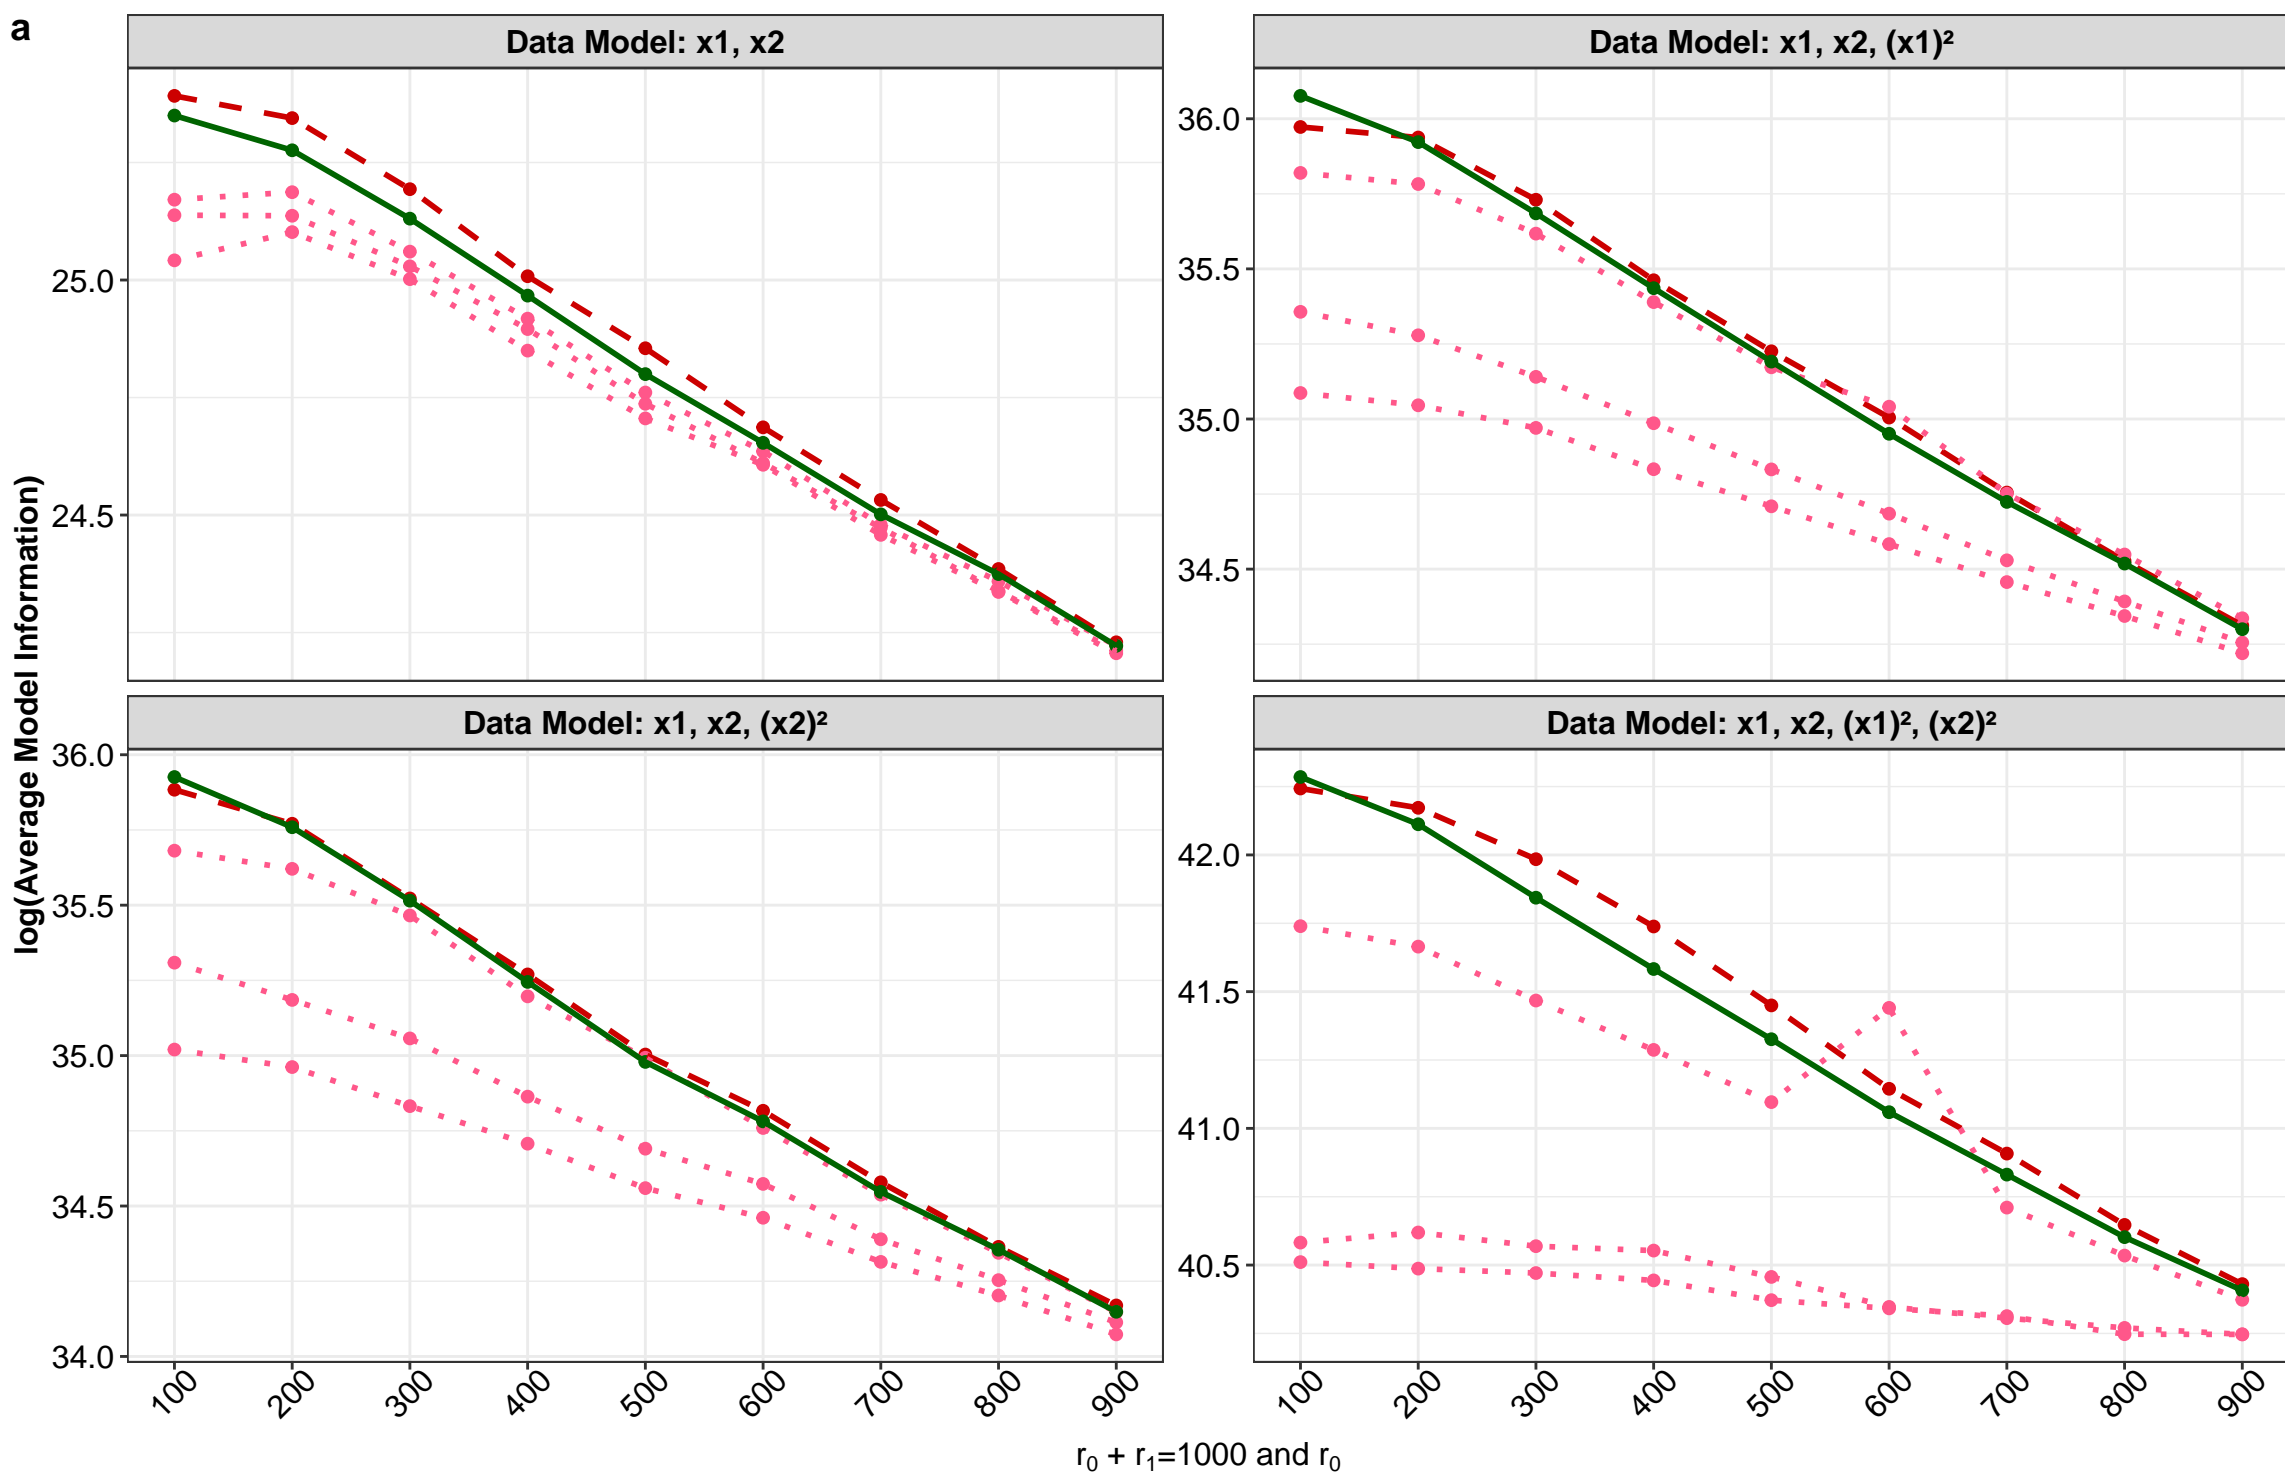 a
Data Model: x1, x2
Data Model: x1, x2, (x1)²
25.0
24.5
36.0
35.5
35.0
34.5
log(Average Model Information)
Data Model: x1, x2, (x2)²
Data Model: x1, x2, (x1)², (x2)²
36.0
35.5
35.0
34.5
34.0
42.0
41.5
41.0
40.5
100 200 300 400 500 600 700 800 900
100 200 300 400 500 600 700 800 900
r₀ + r₁=1000 and r₀